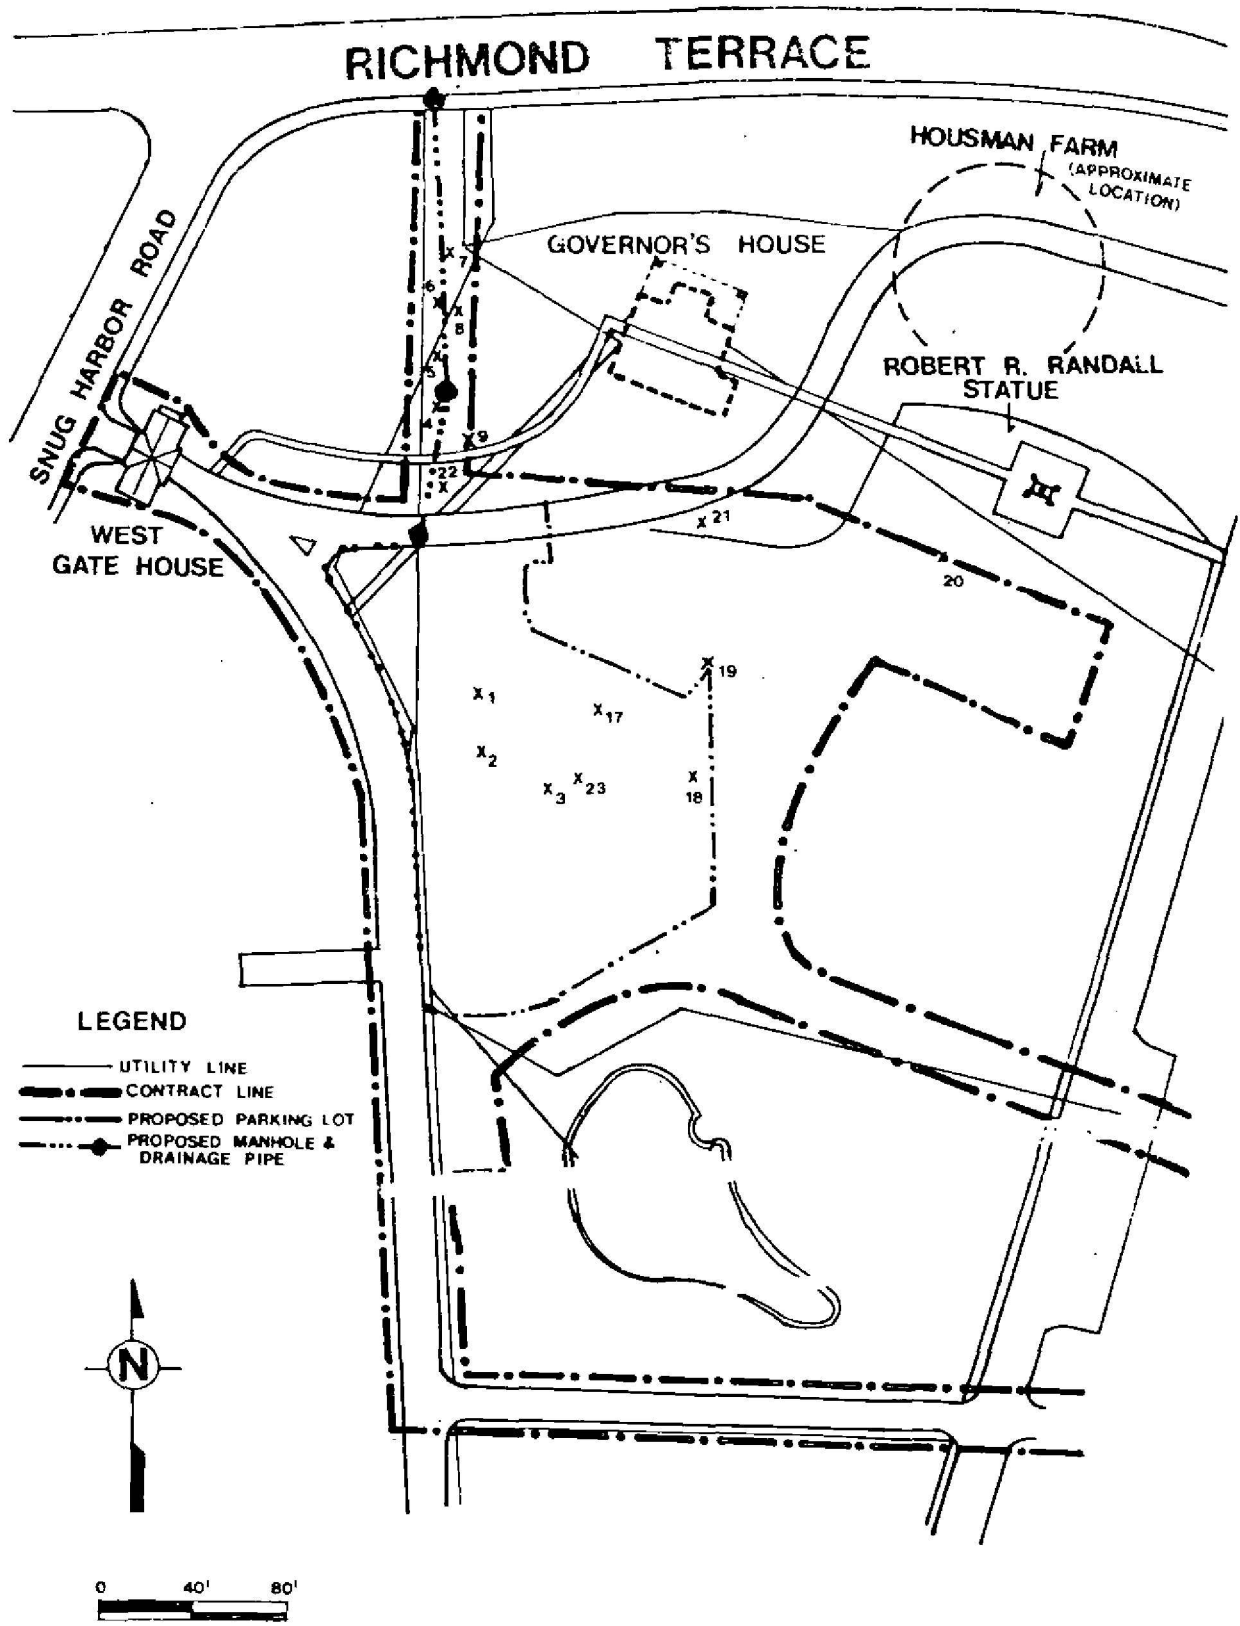 RICHMOND TERRACE
HOUSMAN FARM
(APPROXIMATE
LOCATION)
SNUG HARBOR ROAD
GOVERNOR'S HOUSE
7
6
8
5
ROBERT R. RANDALL
STATUE
4
9
22
21
WEST
GATE HOUSE
20
X 19
X 1
X 17
X 2
X 3
X 23
X
18
LEGEND
UTILITY LINE
CONTRACT LINE
PROPOSED PARKING LOT
PROPOSED MANHOLE &
DRAINAGE PIPE
N
0 40' 80'